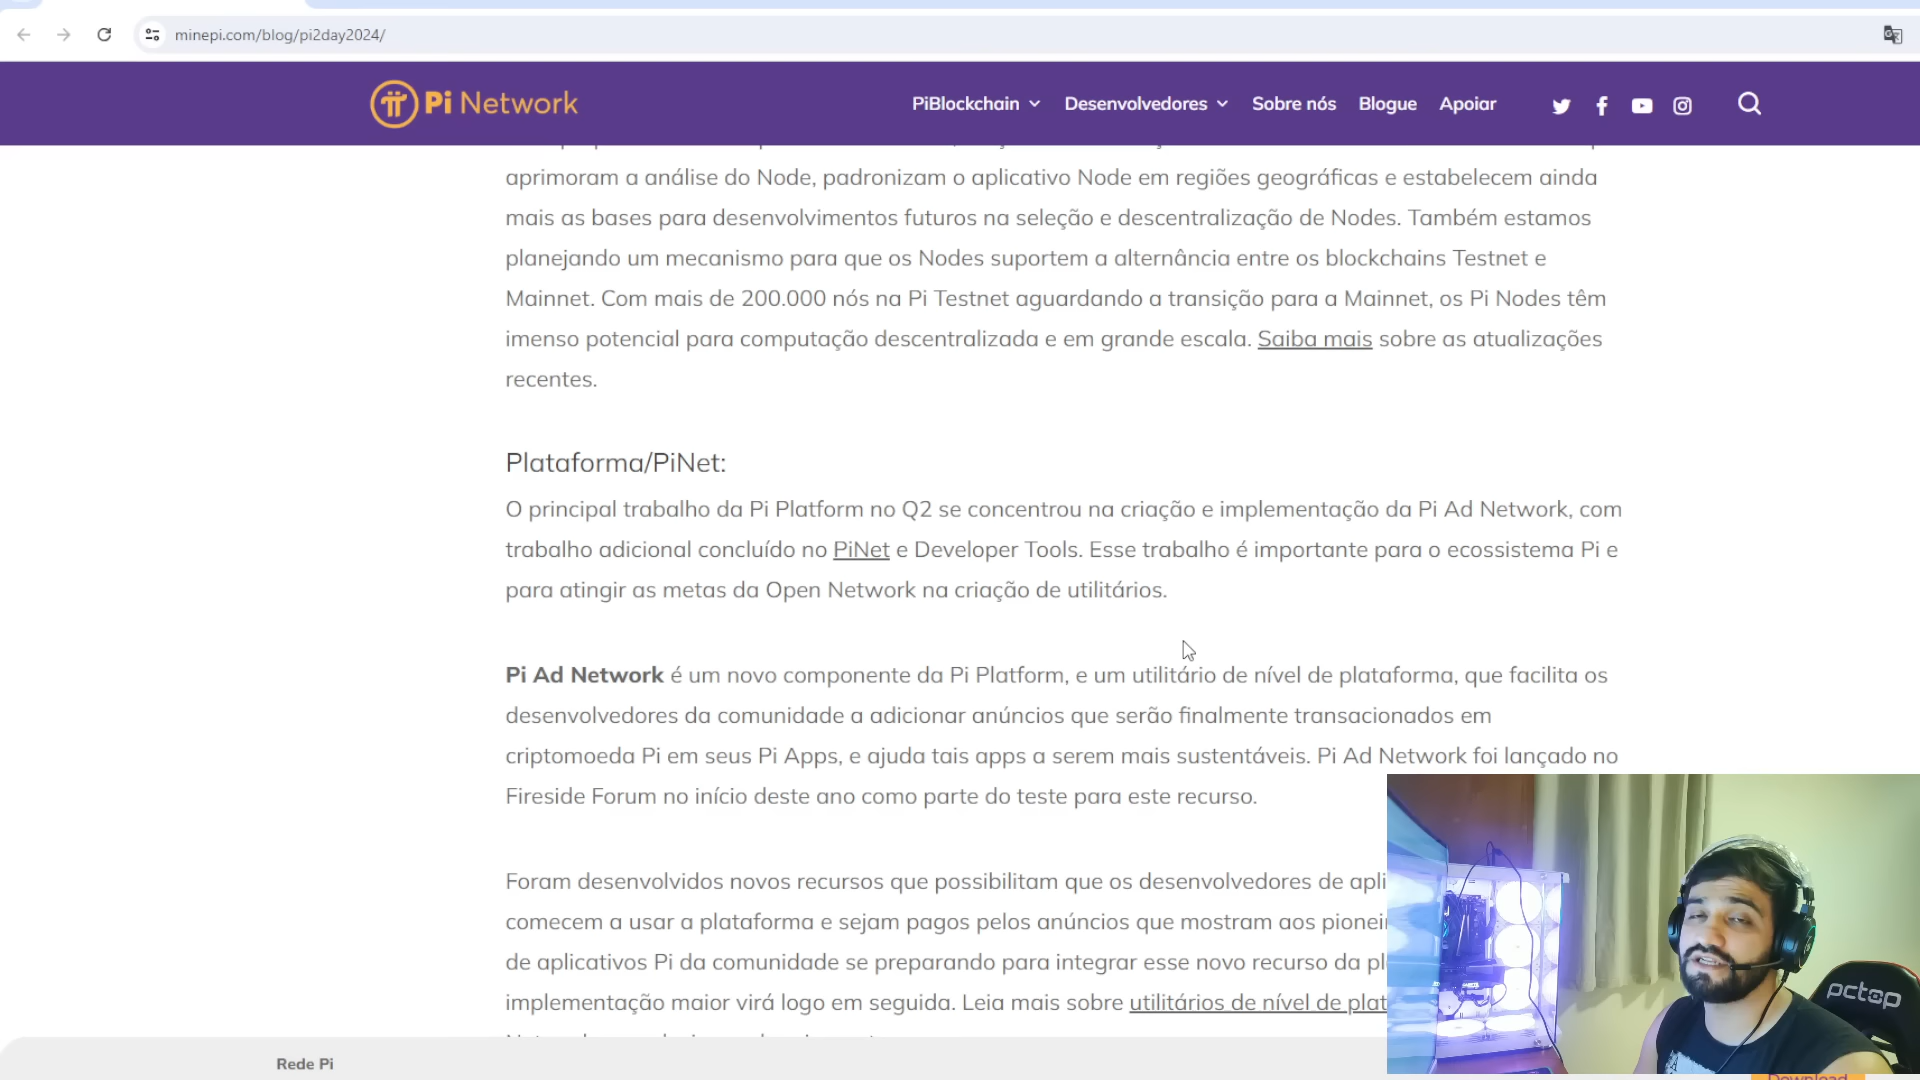 minepi.com/blog/pi2day2024/
Pi Network
PiBlockchain
Desenvolvedores
Sobre nós
Blogue
Apoiar
aprimoram a análise do Node, padronizam o aplicativo Node em regiões geográficas e estabelecem ainda
mais as bases para desenvolvimentos futuros na seleção e descentralização de Nodes. Também estamos
planejando um mecanismo para que os Nodes suportem a alternância entre os blockchains Testnet e
Mainnet. Com mais de 200.000 nós na Pi Testnet aguardando a transição para a Mainnet, os Pi Nodes têm
imenso potencial para computação descentralizada e em grande escala. Saiba mais sobre as atualizações
recentes.
Plataforma/PiNet:
O principal trabalho da Pi Platform no Q2 se concentrou na criação e implementação da Pi Ad Network, com
trabalho adicional concluído no PiNet e Developer Tools. Esse trabalho é importante para o ecossistema Pi e
para atingir as metas da Open Network na criação de utilitários.
Pi Ad Network é um novo componente da Pi Platform, e um utilitário de nível de plataforma, que facilita os
desenvolvedores da comunidade a adicionar anúncios que serão finalmente transacionados em
criptomoeda Pi em seus Pi Apps, e ajuda tais apps a serem mais sustentáveis. Pi Ad Network foi lançado no
Fireside Forum no início deste ano como parte do teste para este recurso.
Foram desenvolvidos novos recursos que possibilitam que os desenvolvedores de apli
comecem a usar a plataforma e sejam pagos pelos anúncios que mostram aos pionei
de aplicativos Pi da comunidade se preparando para integrar esse novo recurso da pl
implementação maior virá logo em seguida. Leia mais sobre utilitários de nível de plat
pctop
Rede Pi
Download